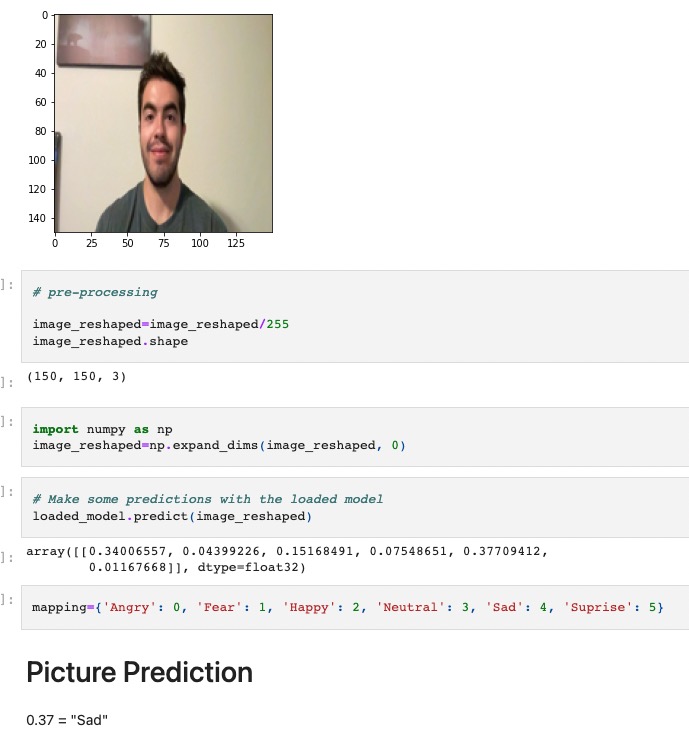 0
20
40
60
80
100
120
140
0 25 50 75 100 125
]:
# pre-processing
image_reshaped=image_reshaped/255
image_reshaped.shape
]:
(150, 150, 3)
]:
import numpy as np
image_reshaped=np.expand_dims(image_reshaped, 0)
]:
# Make some predictions with the loaded model
loaded_model.predict(image_reshaped)
]:
array([[0.34006557, 0.04399226, 0.15168491, 0.07548651, 0.37709412,
0.01167668]], dtype=float32)
]:
mapping={'Angry': 0, 'Fear': 1, 'Happy': 2, 'Neutral': 3, 'Sad': 4, 'Suprise': 5}
Picture Prediction
0.37 = "Sad"